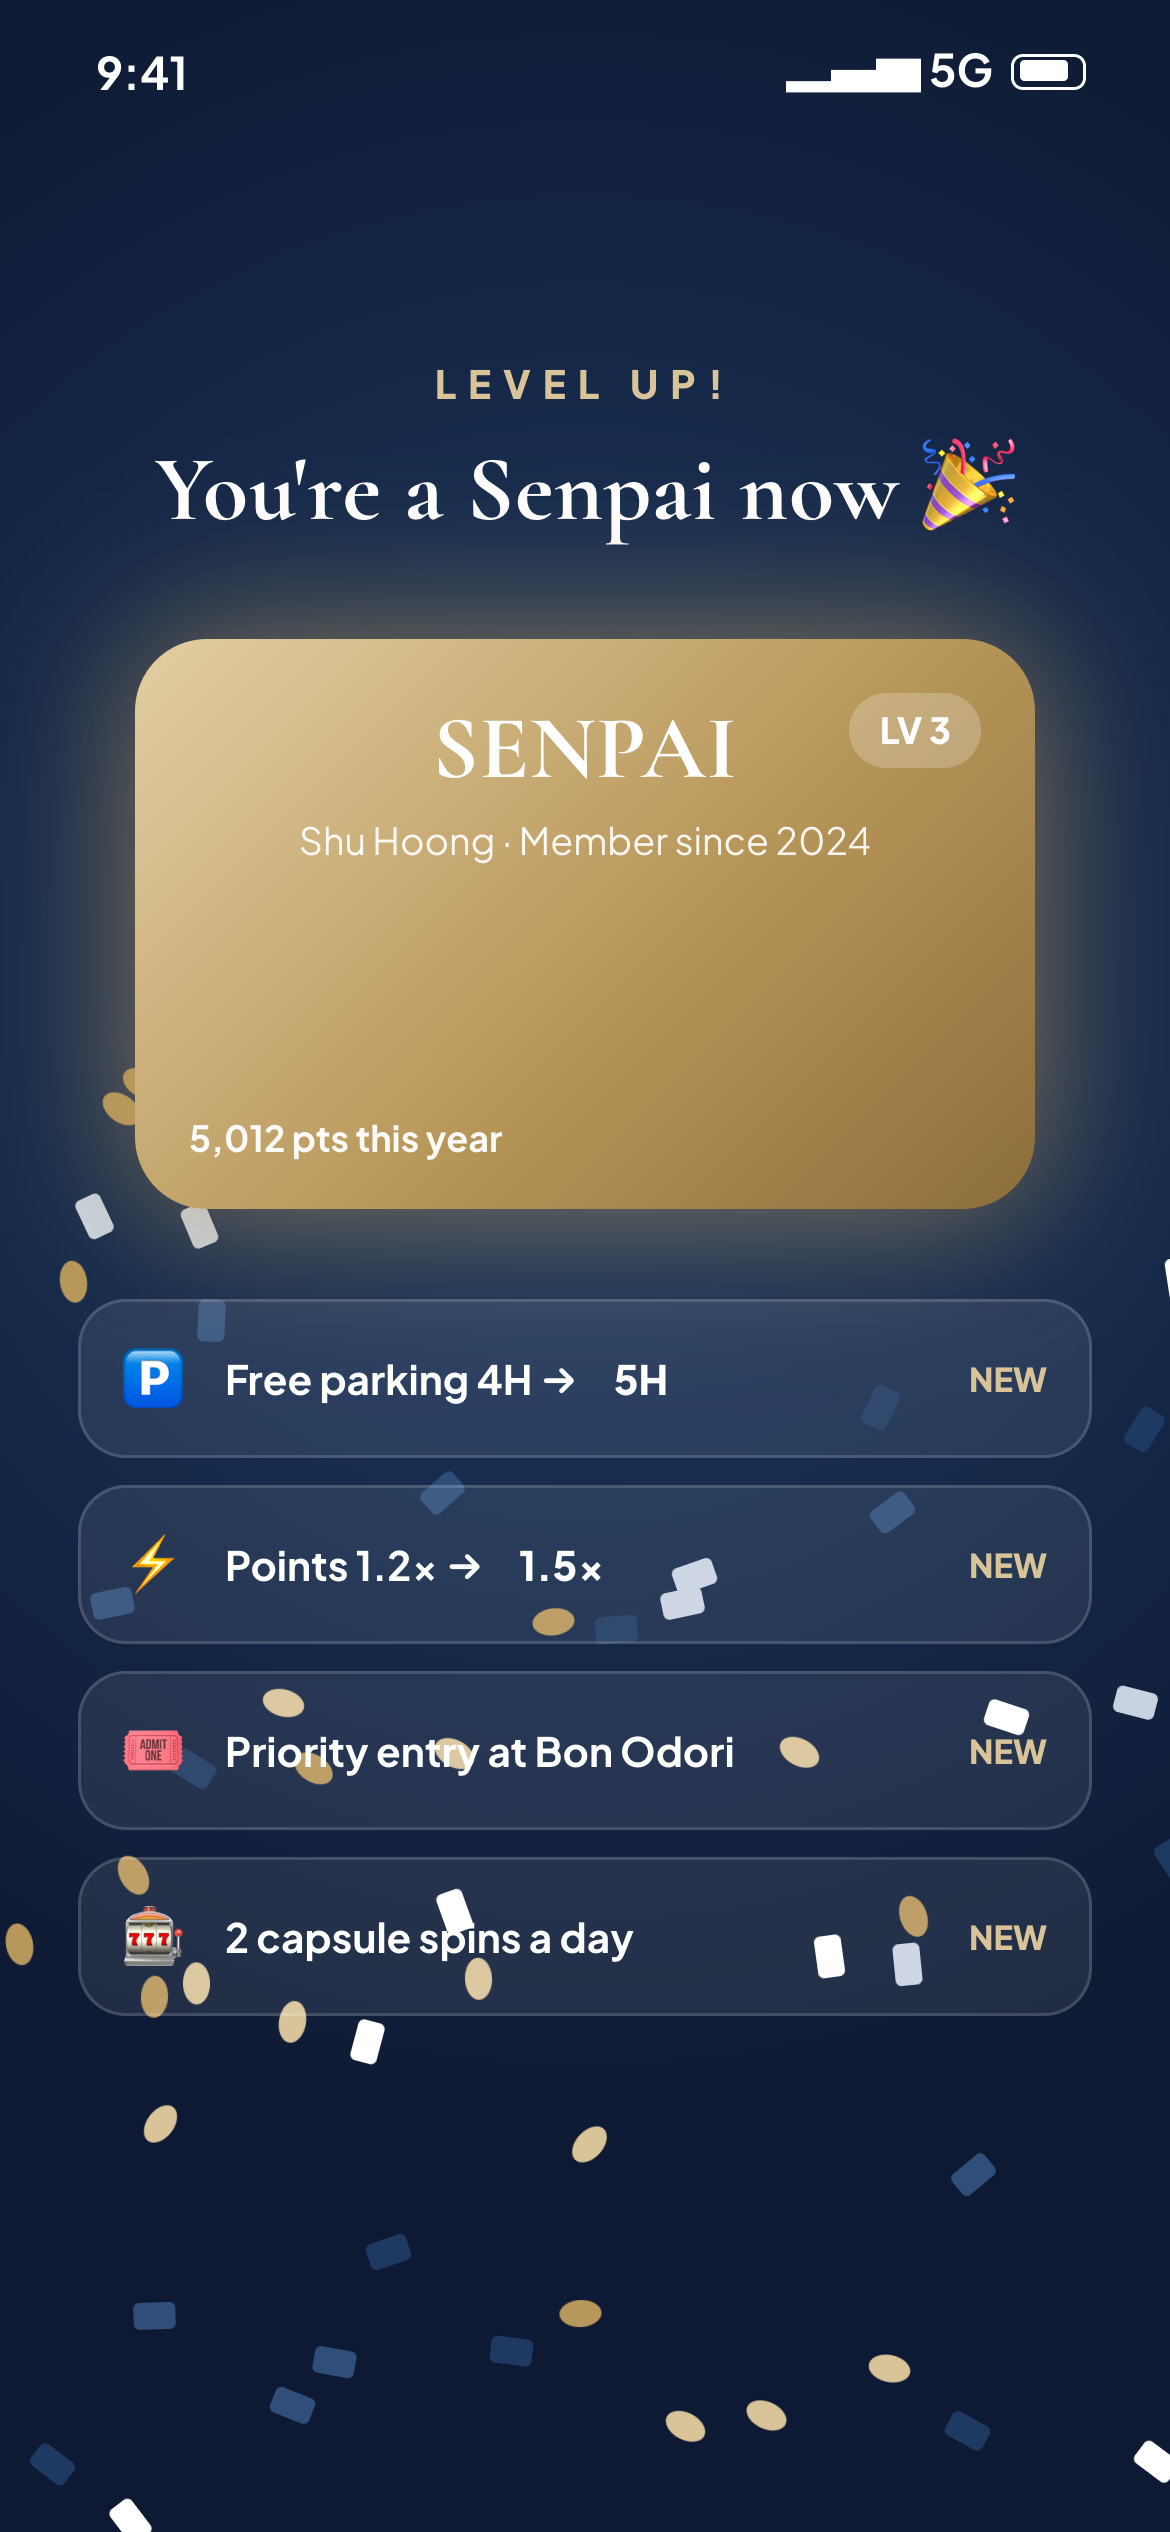 9:41
5G
LEVEL UP!
You're a Senpai now 🎉
SENPAI
LV 3
Shu Hoong · Member since 2024
5,012 pts this year
🅿️ Free parking 4H → 5H NEW
⚡ Points 1.2× → 1.5× NEW
🎟️ Priority entry at Bon Odori NEW
🎰 2 capsule spins a day NEW